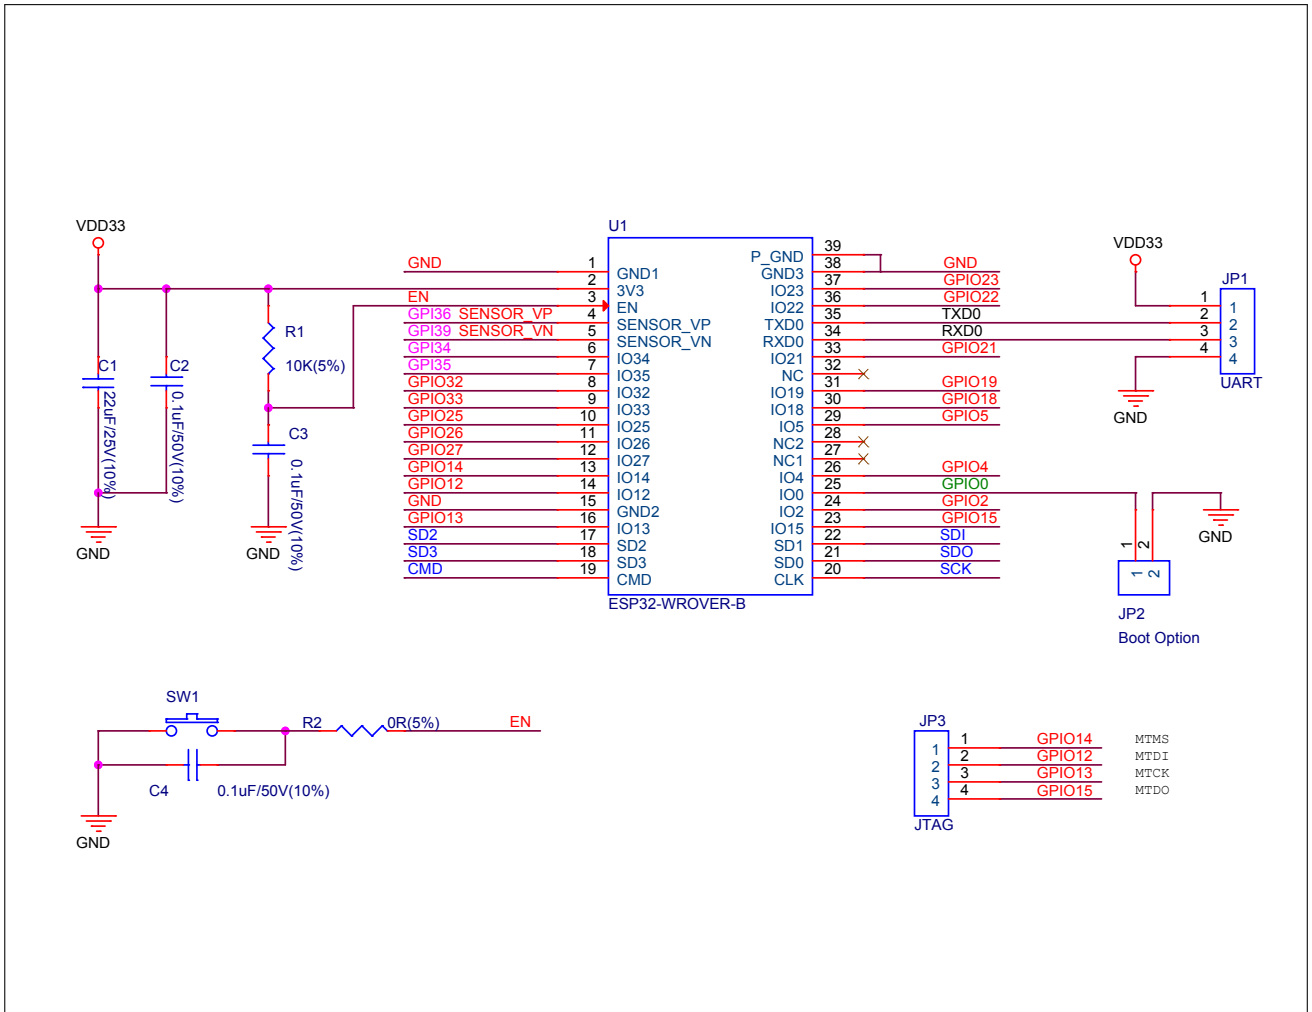 VDD33
C1
22uF/25V(10%)
C2
0.1uF/50V(10%)
GND
R1
10K(5%)
C3
0.1uF/50V(10%)
GND
U1
GND 1 GND1
2 3V3
EN 3 EN
GPI36 SENSOR_VP 4 SENSOR_VP
GPI39 SENSOR_VN 5 SENSOR_VN
GPI34 6 IO34
GPI35 7 IO35
GPIO32 8 IO32
GPIO33 9 IO33
GPIO25 10 IO25
GPIO26 11 IO26
GPIO27 12 IO27
GPIO14 13 IO14
GPIO12 14 IO12
GND 15 GND2
GPIO13 16 IO13
SD2 17 SD2
SD3 18 SD3
CMD 19 CMD
P_GND 39
GND3 38 GND
IO23 37 GPIO23
IO22 36 GPIO22
TXD0 35 TXD0
RXD0 34 RXD0
IO21 33 GPIO21
NC 32
IO19 31 GPIO19
IO18 30 GPIO18
IO5 29 GPIO5
NC2 28
NC1 27
IO4 26 GPIO4
IO0 25 GPIO0
IO2 24 GPIO2
IO15 23 GPIO15
SD1 22 SDI
SD0 21 SDO
CLK 20 SCK
ESP32-WROVER-B
VDD33
JP1
1 1
2 2
3 3
4 4
UART
GND
GND
1 2
1 2
JP2
Boot Option
SW1
R2 0R(5%) EN
C4 0.1uF/50V(10%)
GND
JP3
1 1 GPIO14 MTMS
2 2 GPIO12 MTDI
3 3 GPIO13 MTCK
4 4 GPIO15 MTDO
JTAG